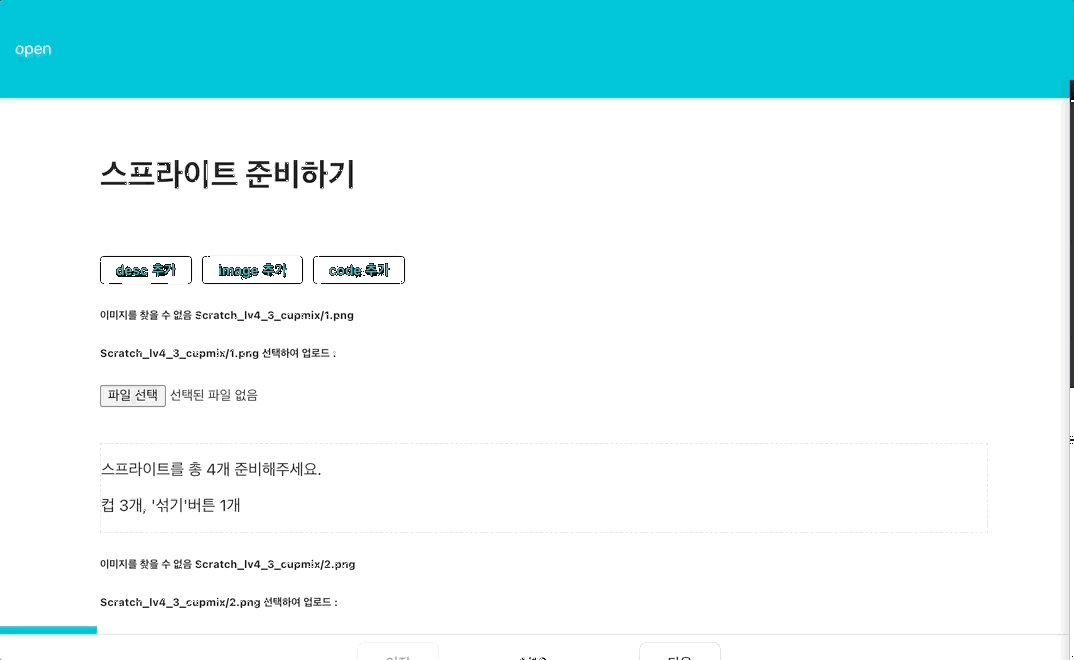 open
스프라이트 준비하기
desc 추가 image 추가 code 추가
이미지를 찾을 수 없음 Scratch_lv4_3_cupmix/1.png
Scratch_lv4_3_cupmix/1.png 선택하여 업로드 :
파일 선택 선택된 파일 없음
스프라이트를 총 4개 준비해주세요.
컵 3개, '섞기'버튼 1개
이미지를 찾을 수 없음 Scratch_lv4_3_cupmix/2.png
Scratch_lv4_3_cupmix/2.png 선택하여 업로드 :